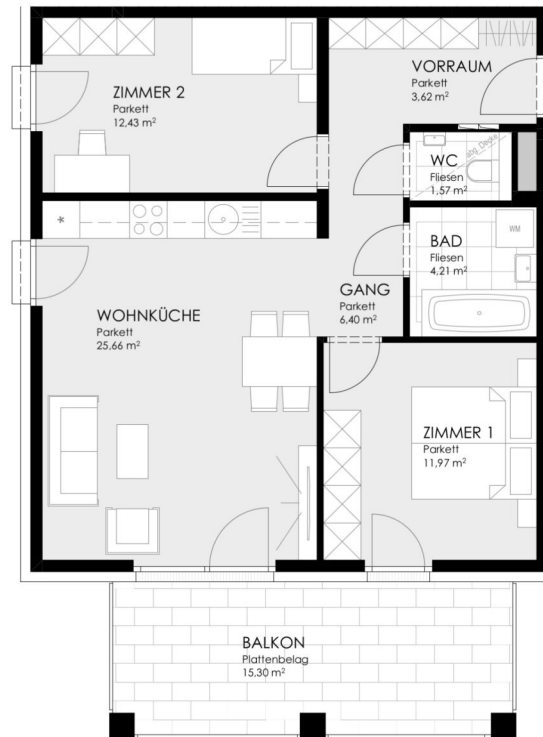 ZIMMER 2
Parkett
12,43 m²
VORRAUM
Parkett
3,62 m²
abg. Decke
WC
Fliesen
1,57 m²
BAD
Fliesen
4,21 m²
WM
*
GANG
Parkett
6,40 m²
WOHNKÜCHE
Parkett
25,66 m²
ZIMMER 1
Parkett
11,97 m²
BALKON
Plattenbelag
15,30 m²